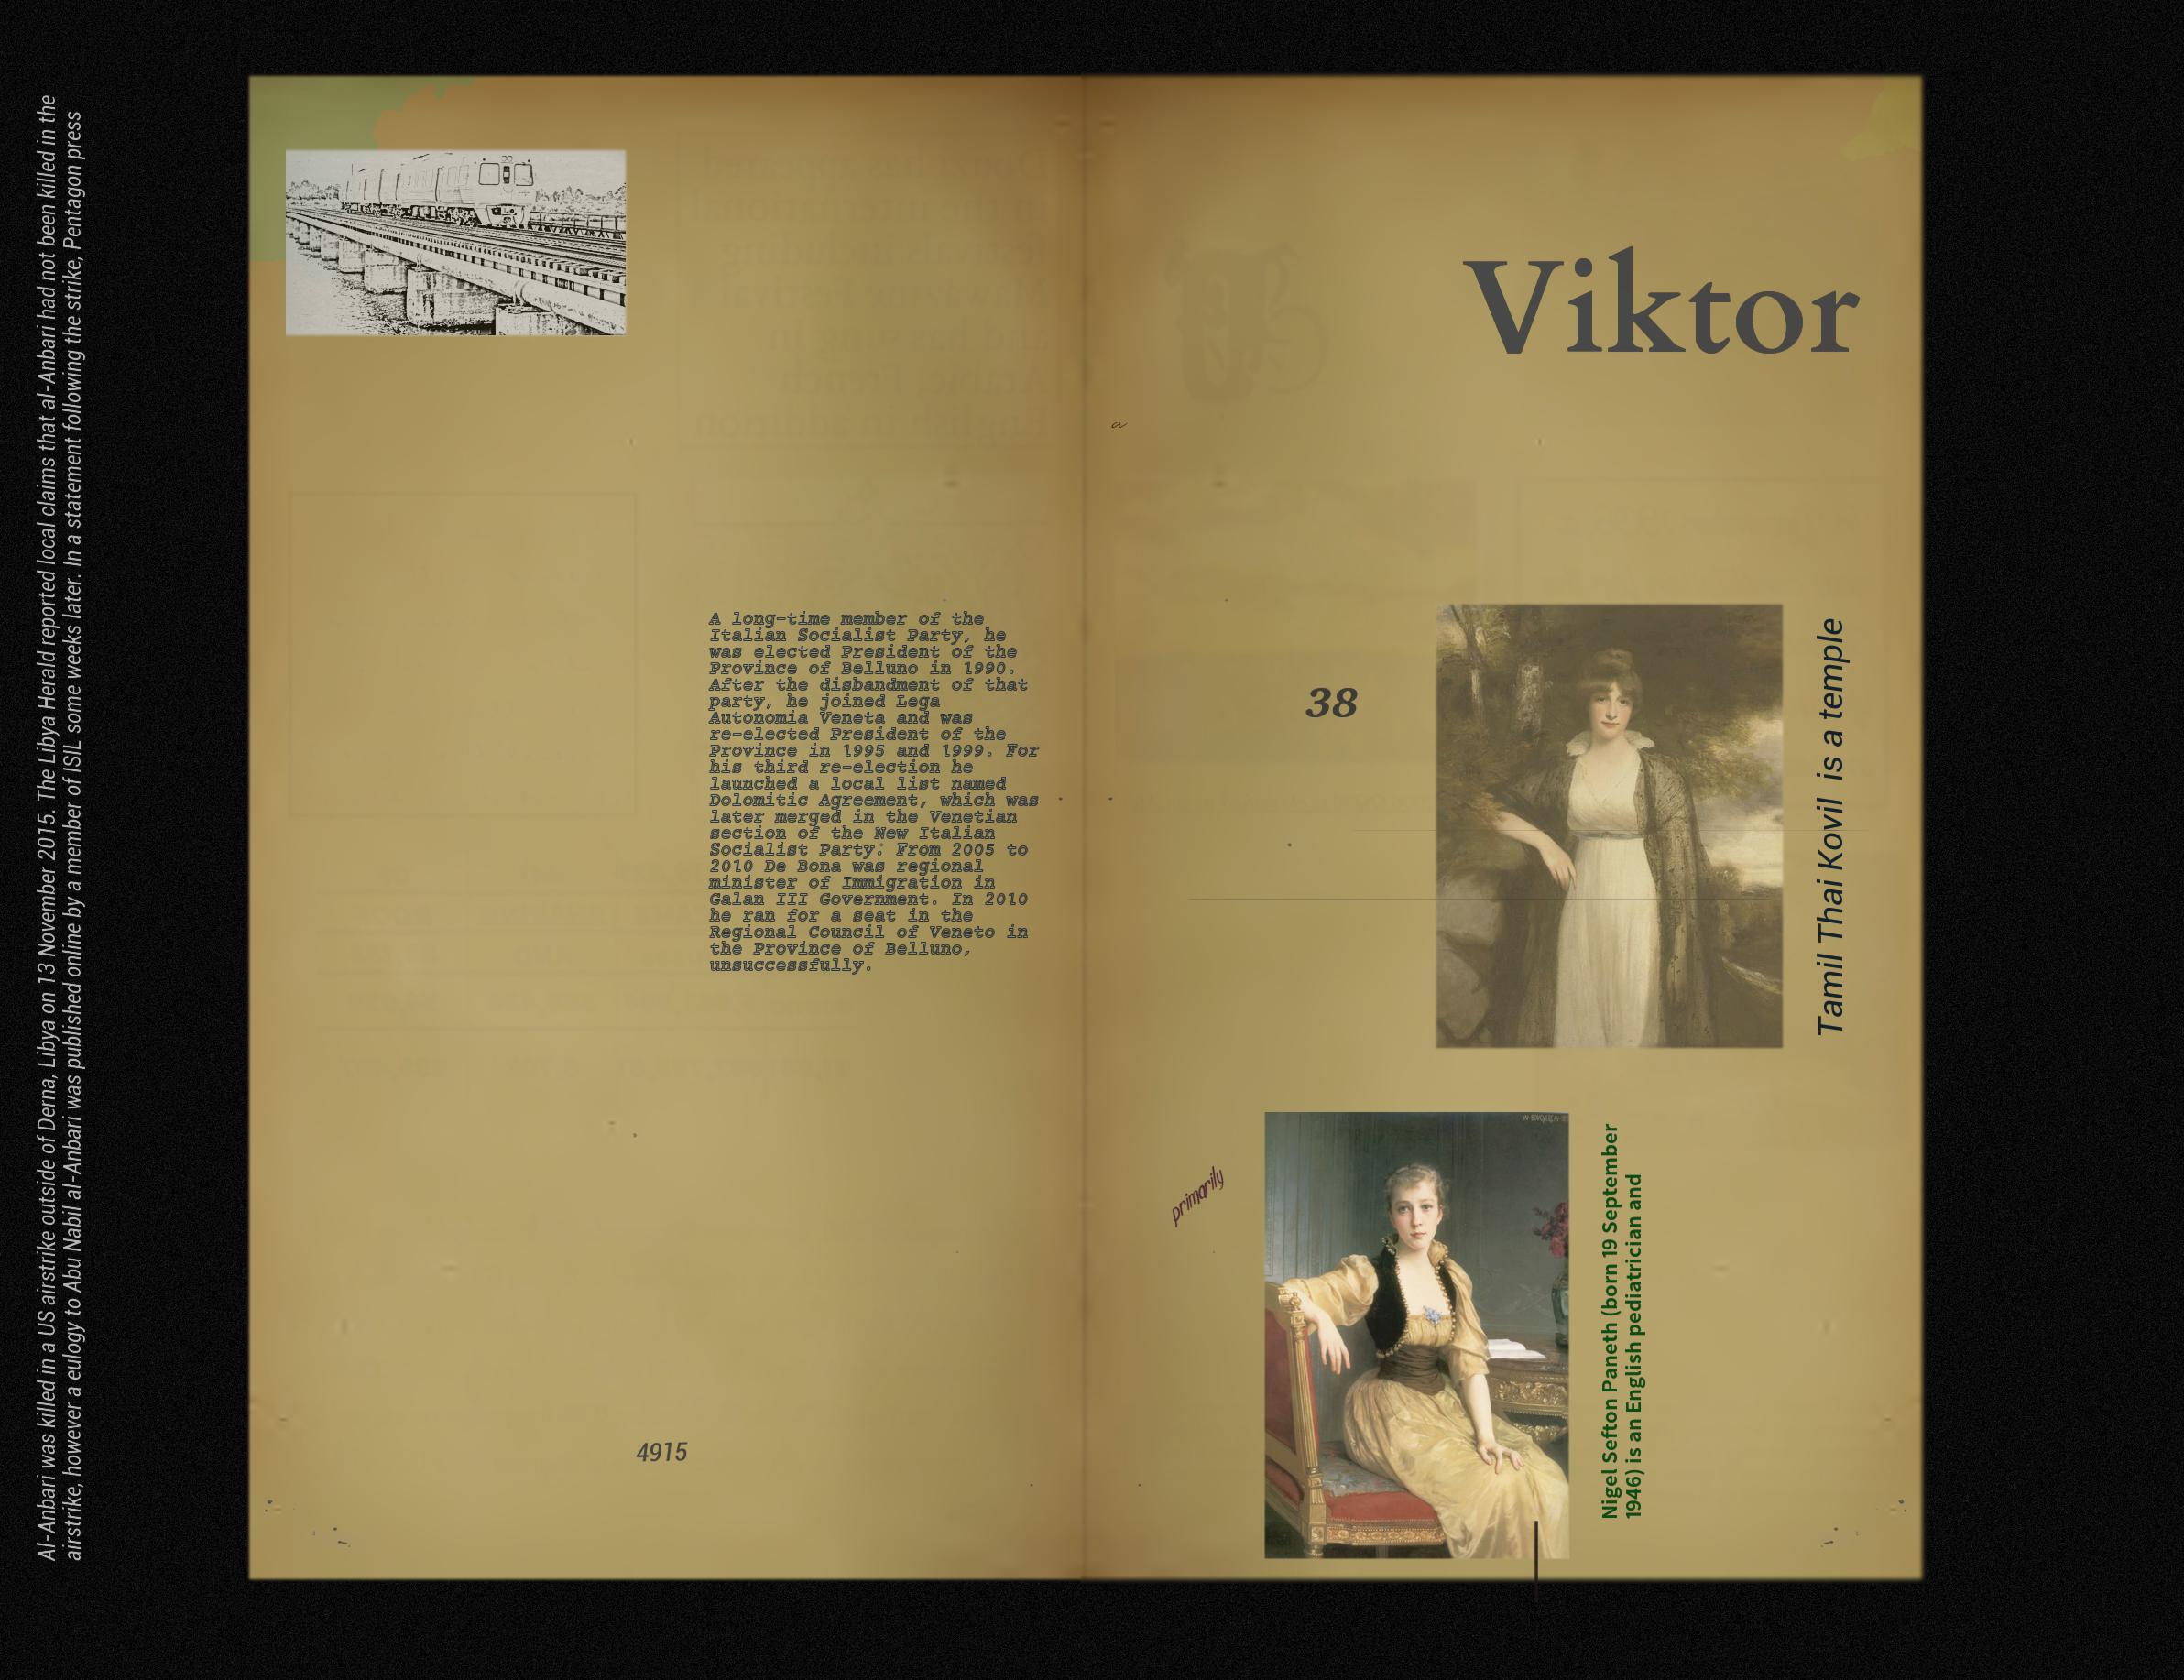 Al-Anbari was killed in a US airstrike outside of Derna, Libya on 13 November 2015. The Libya Herald reported local claims that al-Anbari had not been killed in the
airstrike, however a eulogy to Abu Nabil al-Anbari was published online by a member of ISIL some weeks later. In a statement following the strike, Pentagon press
A long-time member of the
Italian Socialist Party, he
was elected President of the
Province of Belluno in 1990.
After the disbandment of that
party, he joined Lega
Autonomia Veneta and was
re-elected President of the
Province in 1995 and 1999. For
his third re-election he
launched a local list named
Dolomitic Agreement, which was
later merged in the Venetian
section of the New Italian
Socialist Party. From 2005 to
2010 De Bona was regional
minister of Immigration in
Galan III Government. In 2010
he ran for a seat in the
Regional Council of Veneto in
the Province of Belluno,
unsuccessfully.
4915
Viktor
a
38
Tamil Thai Kovil is a temple
primarily
Nigel Sefton Paneth (born 19 September
1946) is an English pediatrician and